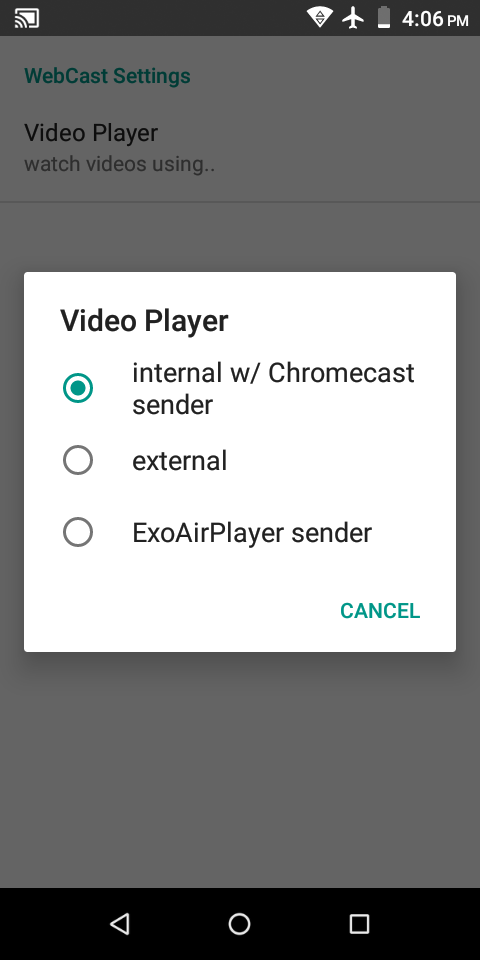 4:06 PM
WebCast Settings
Video Player
watch videos using..
Video Player
internal w/ Chromecast
sender
external
ExoAirPlayer sender
CANCEL